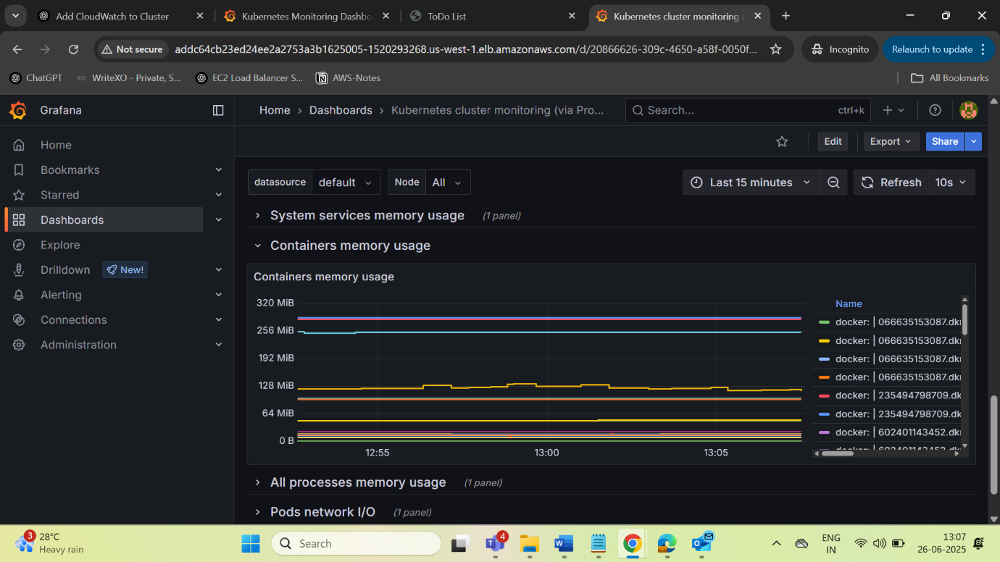 Add CloudWatch to Cluster
Kubernetes Monitoring Dashbo
ToDo List
Kubernetes cluster monitoring (
Not secure
addc64cb23ed24ee2a2753a3b1625005-1520293268.us-west-1.elb.amazonaws.com/d/20866626-309c-4650-a58f-0050f...
Incognito
Relaunch to update
ChatGPT
XO WriteXO - Private, S...
EC2 Load Balancer S...
AWS-Notes
All Bookmarks
Grafana
Home › Dashboards › Kubernetes cluster monitoring (via Pro...
Search... ctrl+k
Home
Bookmarks
Starred
Dashboards
Explore
Drilldown New!
Alerting
Connections
Administration
Edit
Export
Share
datasource default
Node All
Last 15 minutes
Refresh 10s
System services memory usage (1 panel)
Containers memory usage
Containers memory usage
320 MiB
256 MiB
192 MiB
128 MiB
64 MiB
0 B
12:55 13:00 13:05
Name
docker: | 066635153087.dk
docker: | 066635153087.dk
docker: | 066635153087.dk
docker: | 066635153087.dk
docker: | 235494798709.dk
docker: | 235494798709.dk
docker: | 602401143452.dk
docker: | 602401143452.dk
All processes memory usage (1 panel)
Pods network I/O (1 panel)
3
28°C
Heavy rain
Search
4
ENG
IN
13:07
26-06-2025